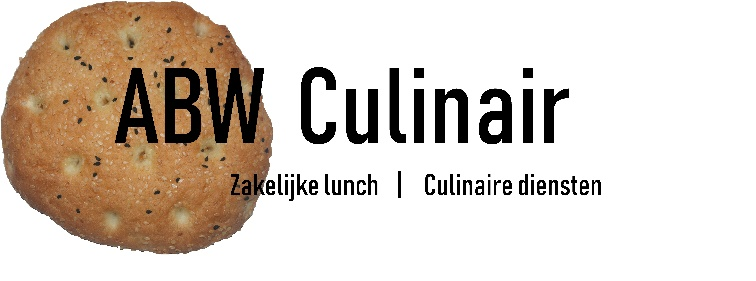 ABW Culinair
Zakelijke lunch | Culinaire diensten